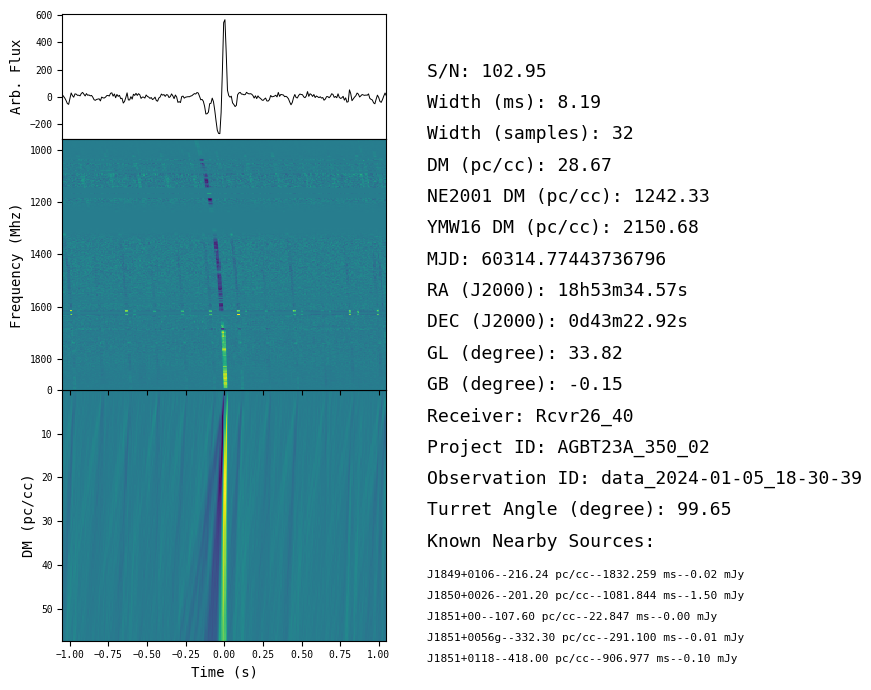 600
400
200
0
−200
Arb. Flux
1000
1200
1400
1600
1800
Frequency (Mhz)
0
10
20
30
40
50
DM (pc/cc)
−1.00 −0.75 −0.50 −0.25 0.00 0.25 0.50 0.75 1.00
Time (s)
S/N: 102.95
Width (ms): 8.19
Width (samples): 32
DM (pc/cc): 28.67
NE2001 DM (pc/cc): 1242.33
YMW16 DM (pc/cc): 2150.68
MJD: 60314.77443736796
RA (J2000): 18h53m34.57s
DEC (J2000): 0d43m22.92s
GL (degree): 33.82
GB (degree): -0.15
Receiver: Rcvr26_40
Project ID: AGBT23A_350_02
Observation ID: data_2024-01-05_18-30-39
Turret Angle (degree): 99.65
Known Nearby Sources:
J1849+0106--216.24 pc/cc--1832.259 ms--0.02 mJy
J1850+0026--201.20 pc/cc--1081.844 ms--1.50 mJy
J1851+00--107.60 pc/cc--22.847 ms--0.00 mJy
J1851+0056g--332.30 pc/cc--291.100 ms--0.01 mJy
J1851+0118--418.00 pc/cc--906.977 ms--0.10 mJy